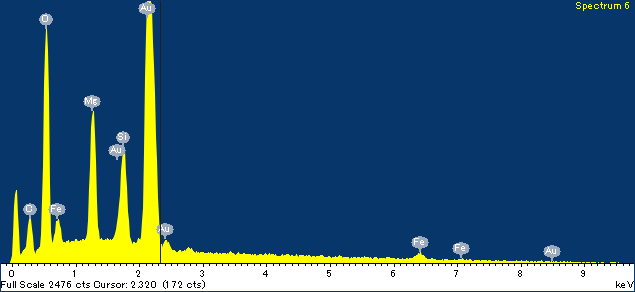 Spectrum 6
Au
O
Mg
Si
Au
Fe
Au
Fe
Fe
Au
0 1 2 3 4 5 6 7 8 9
Full Scale 2476 cts Cursor: 2.320 (172 cts) keV